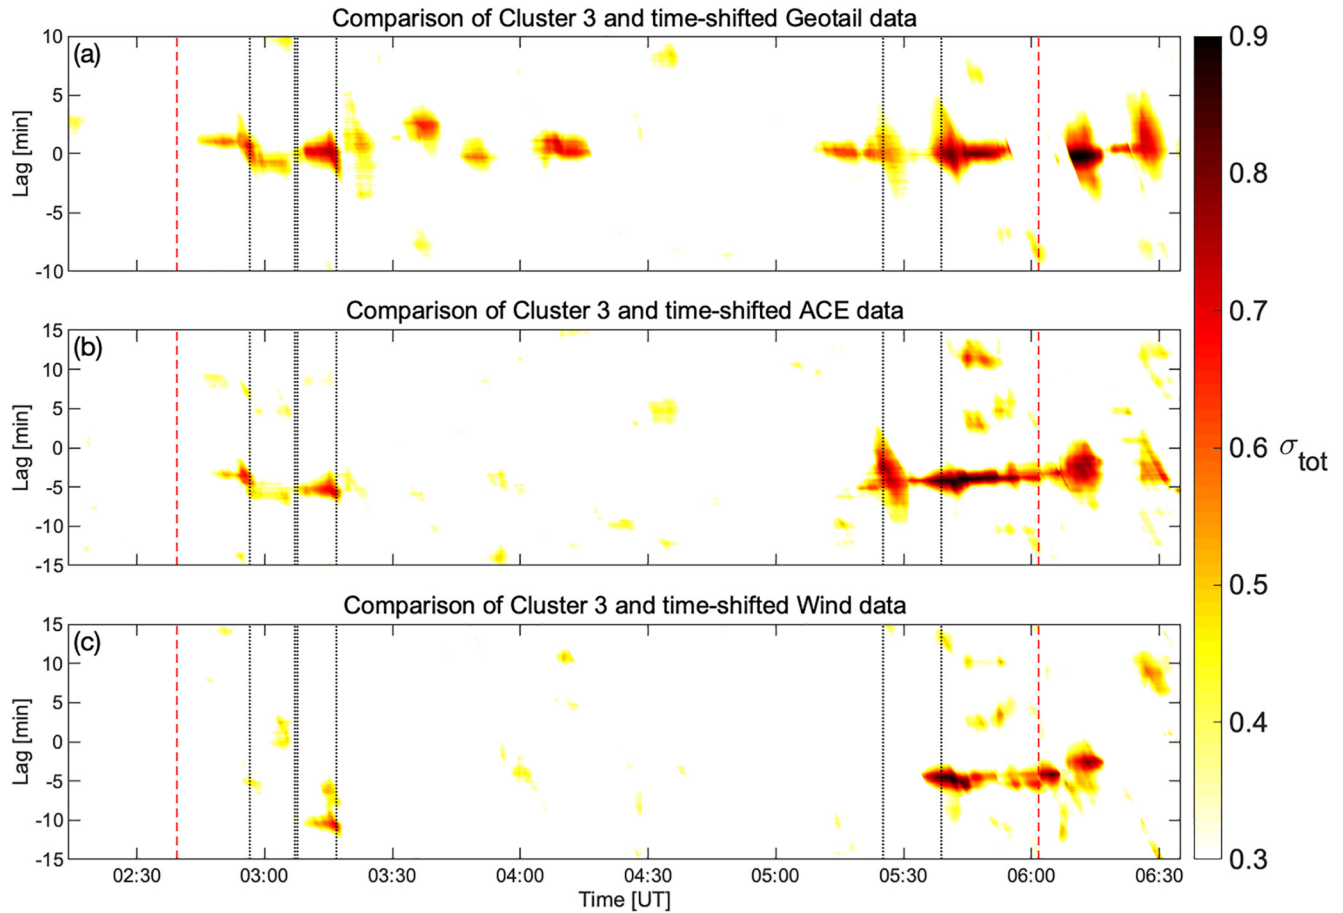 Comparison of Cluster 3 and time-shifted Geotail data
(a)
10
5
0
-5
-10
Lag [min]
Comparison of Cluster 3 and time-shifted ACE data
(b)
15
10
5
0
-5
-10
-15
Lag [min]
Comparison of Cluster 3 and time-shifted Wind data
(c)
15
10
5
0
-5
-10
-15
Lag [min]
02:30 03:00 03:30 04:00 04:30 05:00 05:30 06:00 06:30
Time [UT]
0.9
0.8
0.7
0.6
0.5
0.4
0.3
σtot